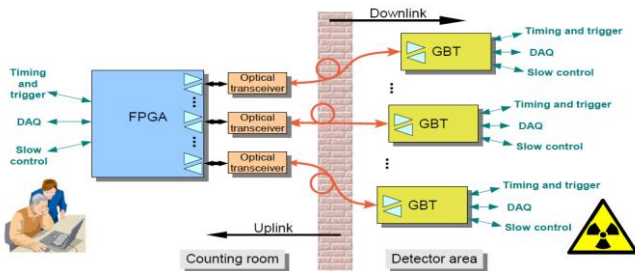 Downlink
Timing and trigger
GBT
DAQ
Slow control
Timing
and
trigger
DAQ
Slow
control
FPGA
Optical
transceiver
Optical
transceiver
Optical
transceiver
Timing and trigger
GBT
DAQ
Slow control
Timing and trigger
GBT
DAQ
Slow control
Uplink
Counting room
Detector area